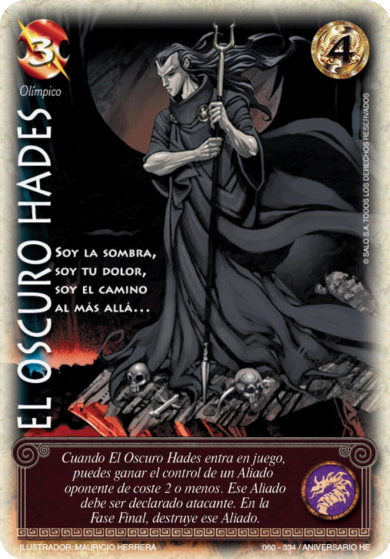 3
4
Olímpico
EL OSCURO HADES
SOY LA SOMBRA,
SOY TU DOLOR,
SOY EL CAMINO
AL MÁS ALLÁ...
© SALO S.A. TODOS LOS DERECHOS RESERVADOS
Cuando El Oscuro Hades entra en juego,
puedes ganar el control de un Aliado
oponente de coste 2 o menos. Ese Aliado
debe ser declarado atacante. En la
Fase Final, destruye ese Aliado.
ILUSTRADOR: MAURICIO HERRERA
060 - 334 / ANIVERSARIO HE